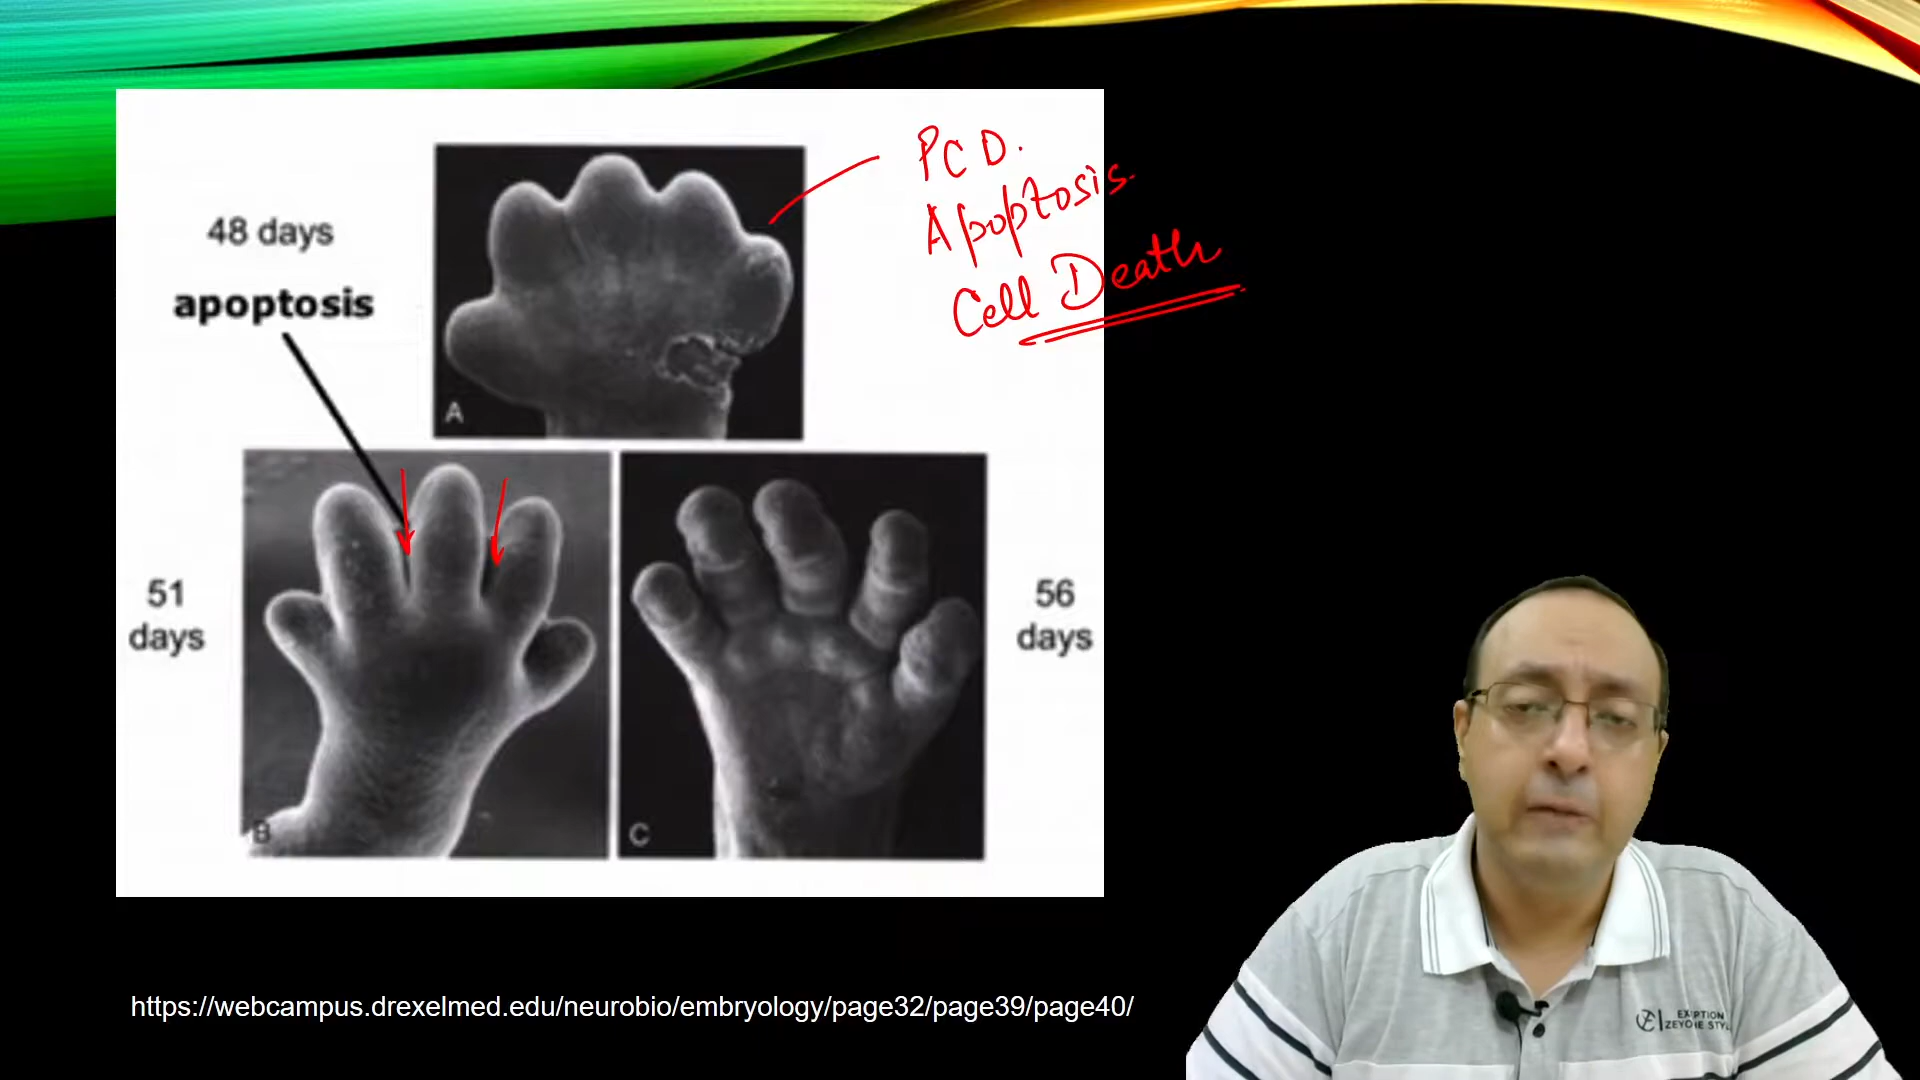 PCD.
Apoptosis.
Cell Death
48 days
apoptosis
A
51
days
56
days
B
C
https://webcampus.drexelmed.edu/neurobio/embryology/page32/page39/page40/